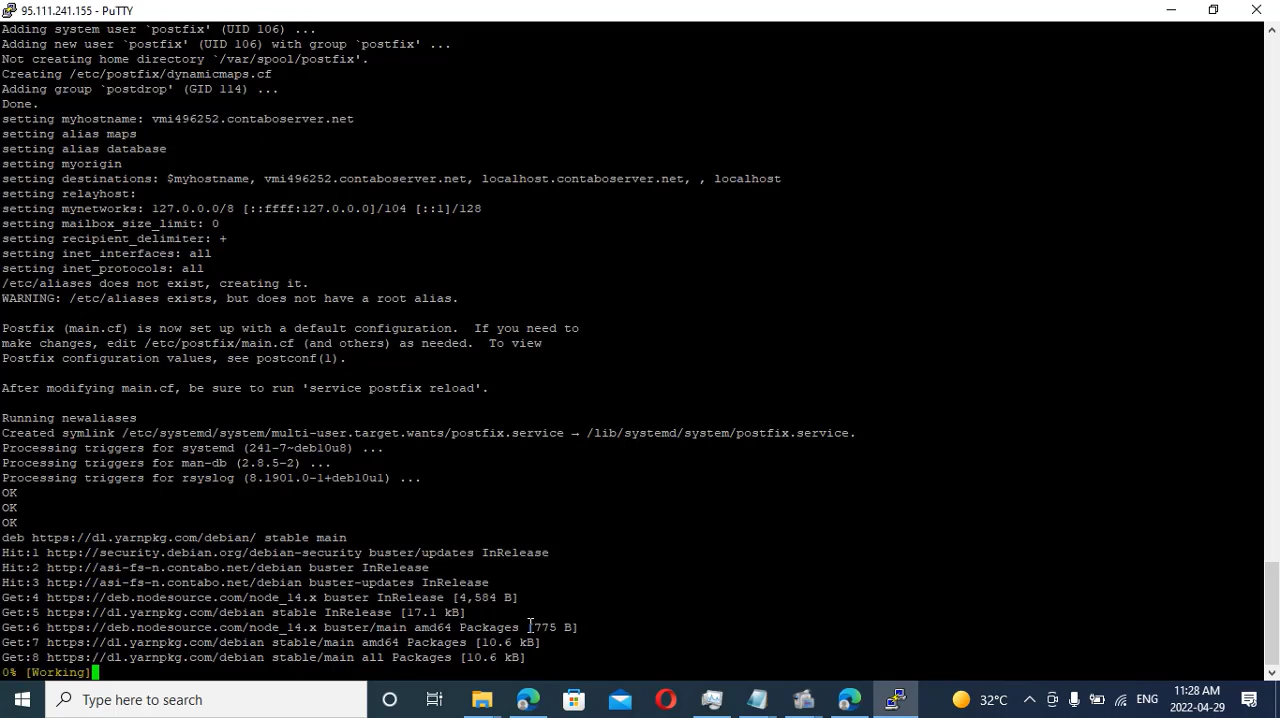 95.111.241.155 - PuTTY
Adding system user `postfix' (UID 106) ...
Adding new user `postfix' (UID 106) with group `postfix' ...
Not creating home directory `/var/spool/postfix'.
Creating /etc/postfix/dynamicmaps.cf
Adding group `postdrop' (GID 114) ...
Done.
setting myhostname: vmi496252.contaboserver.net
setting alias maps
setting alias database
setting myorigin
setting destinations: $myhostname, vmi496252.contaboserver.net, localhost.contaboserver.net, , localhost
setting relayhost:
setting mynetworks: 127.0.0.0/8 [::ffff:127.0.0.0]/104 [::1]/128
setting mailbox_size_limit: 0
setting recipient_delimiter: +
setting inet_interfaces: all
setting inet_protocols: all
/etc/aliases does not exist, creating it.
WARNING: /etc/aliases exists, but does not have a root alias.
Postfix (main.cf) is now set up with a default configuration.  If you need to
make changes, edit /etc/postfix/main.cf (and others) as needed.  To view
Postfix configuration values, see postconf(1).
After modifying main.cf, be sure to run 'service postfix reload'.
Running newaliases
Created symlink /etc/systemd/system/multi-user.target.wants/postfix.service → /lib/systemd/system/postfix.service.
Processing triggers for systemd (241-7~deb10u8) ...
Processing triggers for man-db (2.8.5-2) ...
Processing triggers for rsyslog (8.1901.0-1+deb10u1) ...
OK
OK
OK
deb https://dl.yarnpkg.com/debian/ stable main
Hit:1 http://security.debian.org/debian-security buster/updates InRelease
Hit:2 http://asi-fs-n.contabo.net/debian buster InRelease
Hit:3 http://asi-fs-n.contabo.net/debian buster-updates InRelease
Get:4 https://deb.nodesource.com/node_14.x buster InRelease [4,584 B]
Get:5 https://dl.yarnpkg.com/debian stable InRelease [17.1 kB]
Get:6 https://deb.nodesource.com/node_14.x buster/main amd64 Packages [775 B]
Get:7 https://dl.yarnpkg.com/debian stable/main amd64 Packages [10.6 kB]
Get:8 https://dl.yarnpkg.com/debian stable/main all Packages [10.6 kB]
0% [Working]
Type here to search
32°C
ENG
11:28 AM
2022-04-29